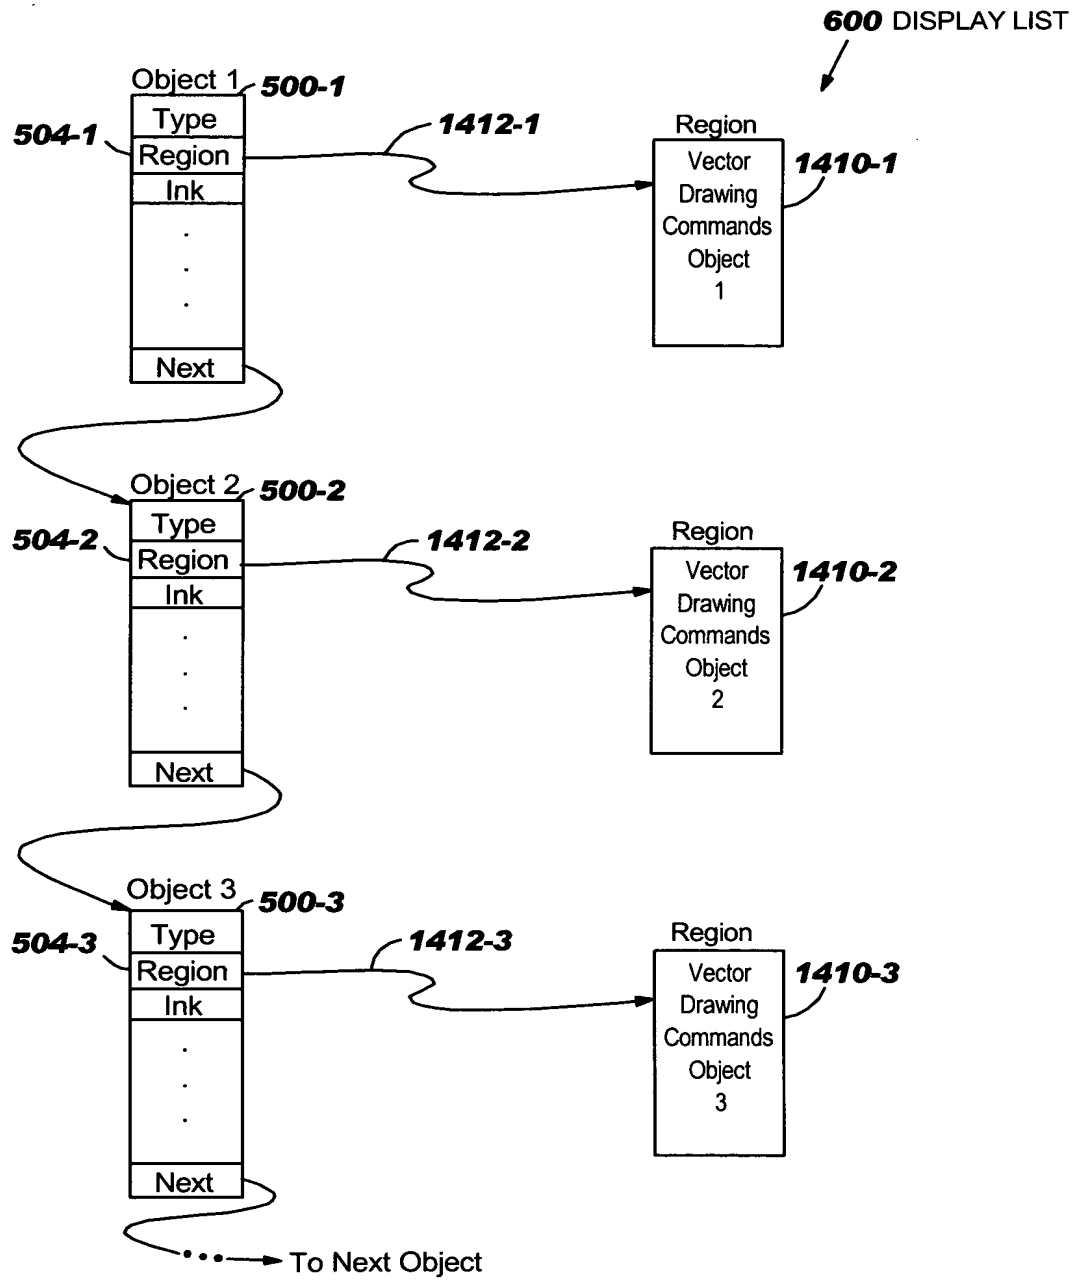 600 DISPLAY LIST
Object 1 500-1
Type
504-1
Region
Ink
Next
1412-1
Region
Vector
Drawing
Commands
Object
1
1410-1
Object 2 500-2
Type
504-2
Region
Ink
Next
1412-2
Region
Vector
Drawing
Commands
Object
2
1410-2
Object 3 500-3
Type
504-3
Region
Ink
Next
1412-3
Region
Vector
Drawing
Commands
Object
3
1410-3
To Next Object